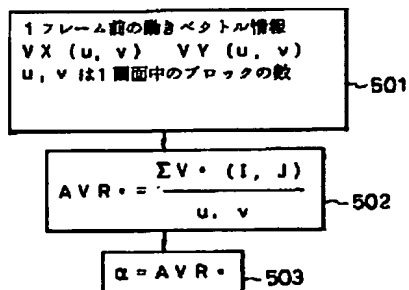 1フレーム前の動きベクトル情報
VX (u, v) VY (u, v)
u, vは1画面中のブロックの数
501
AVR* = ΣV* (I, J)
u. v
502
α = AVR*
503